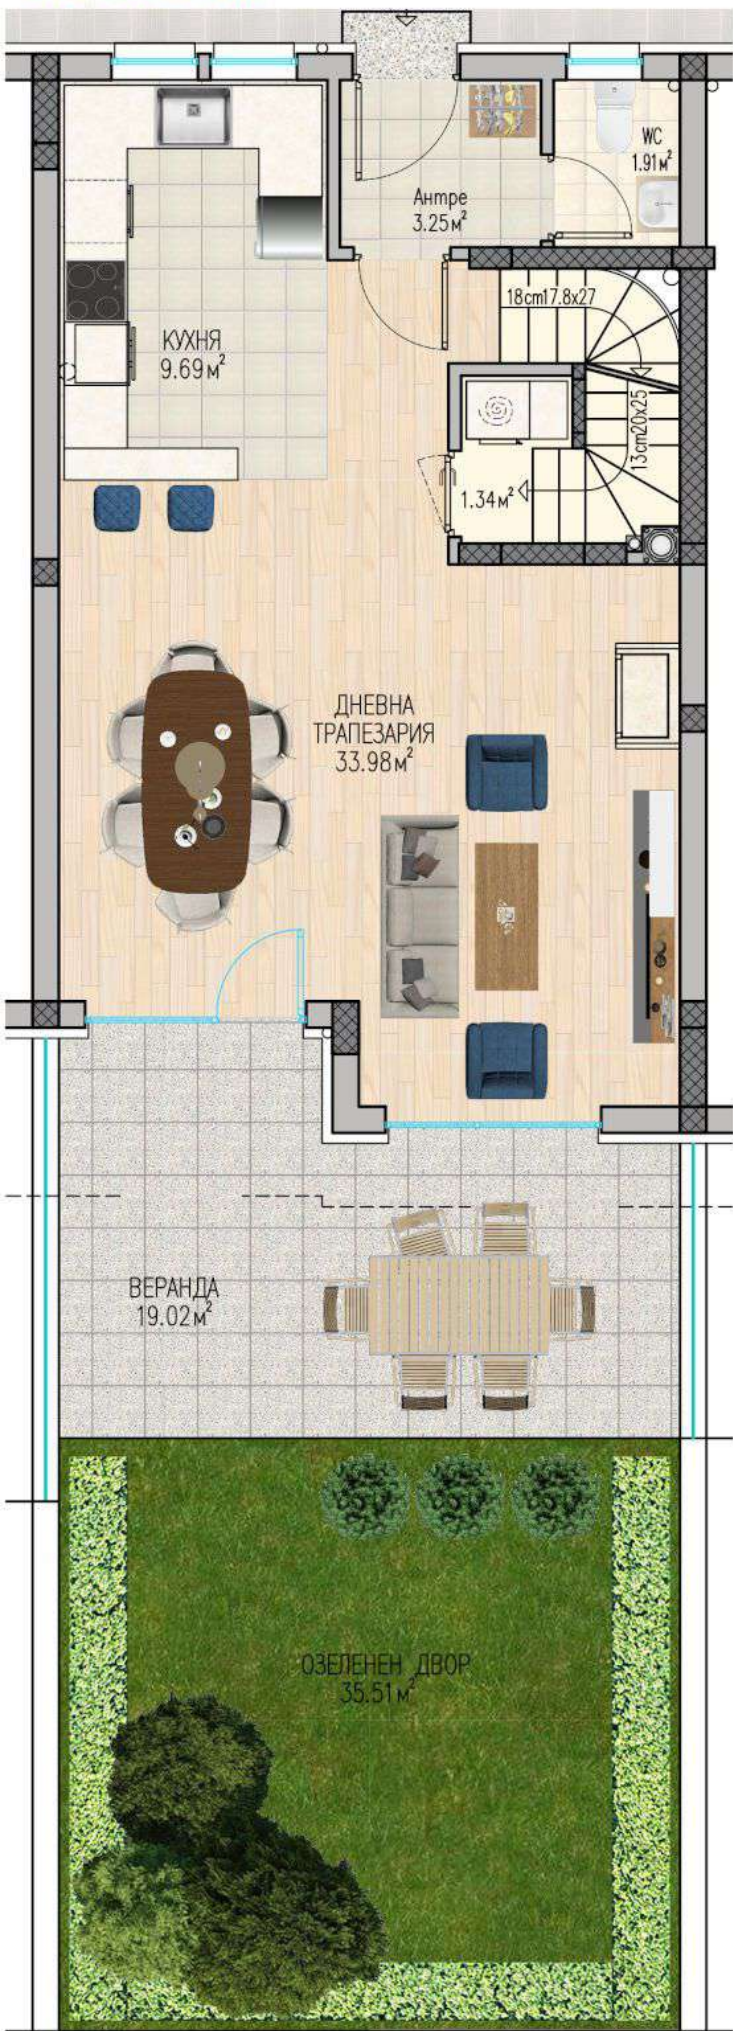 WC
1.91м²
Антре
3.25м²
18cm17.8x27
КУХНЯ
9.69м²
13cm20x25
1.34м²
ДНЕВНА
ТРАПЕЗАРИЯ
33.98м²
ВЕРАНДА
19.02м²
ОЗЕЛЕНЕН ДВОР
35.51м²